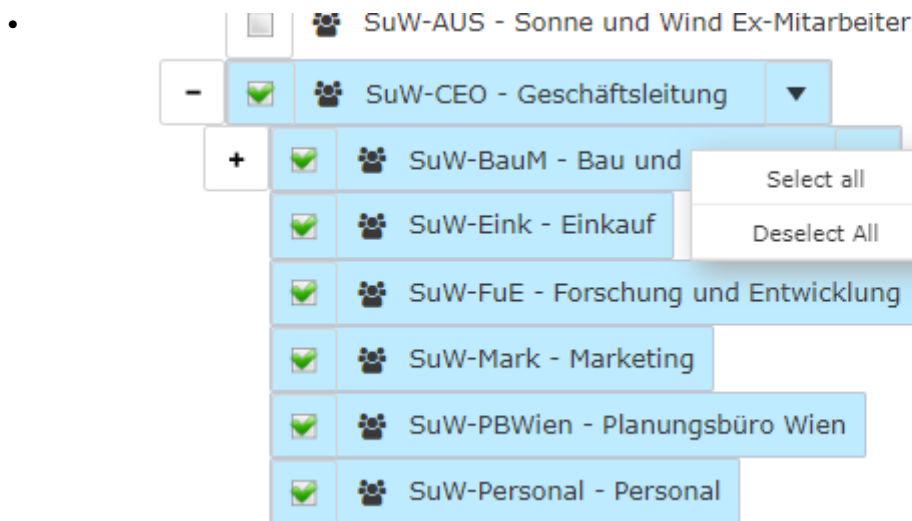 SuW-AUS - Sonne und Wind Ex-Mitarbeiter
SuW-CEO - Geschäftsleitung
SuW-BauM - Bau und
Select all
SuW-Eink - Einkauf
Deselect All
SuW-FuE - Forschung und Entwicklung
SuW-Mark - Marketing
SuW-PBWien - Planungsbüro Wien
SuW-Personal - Personal